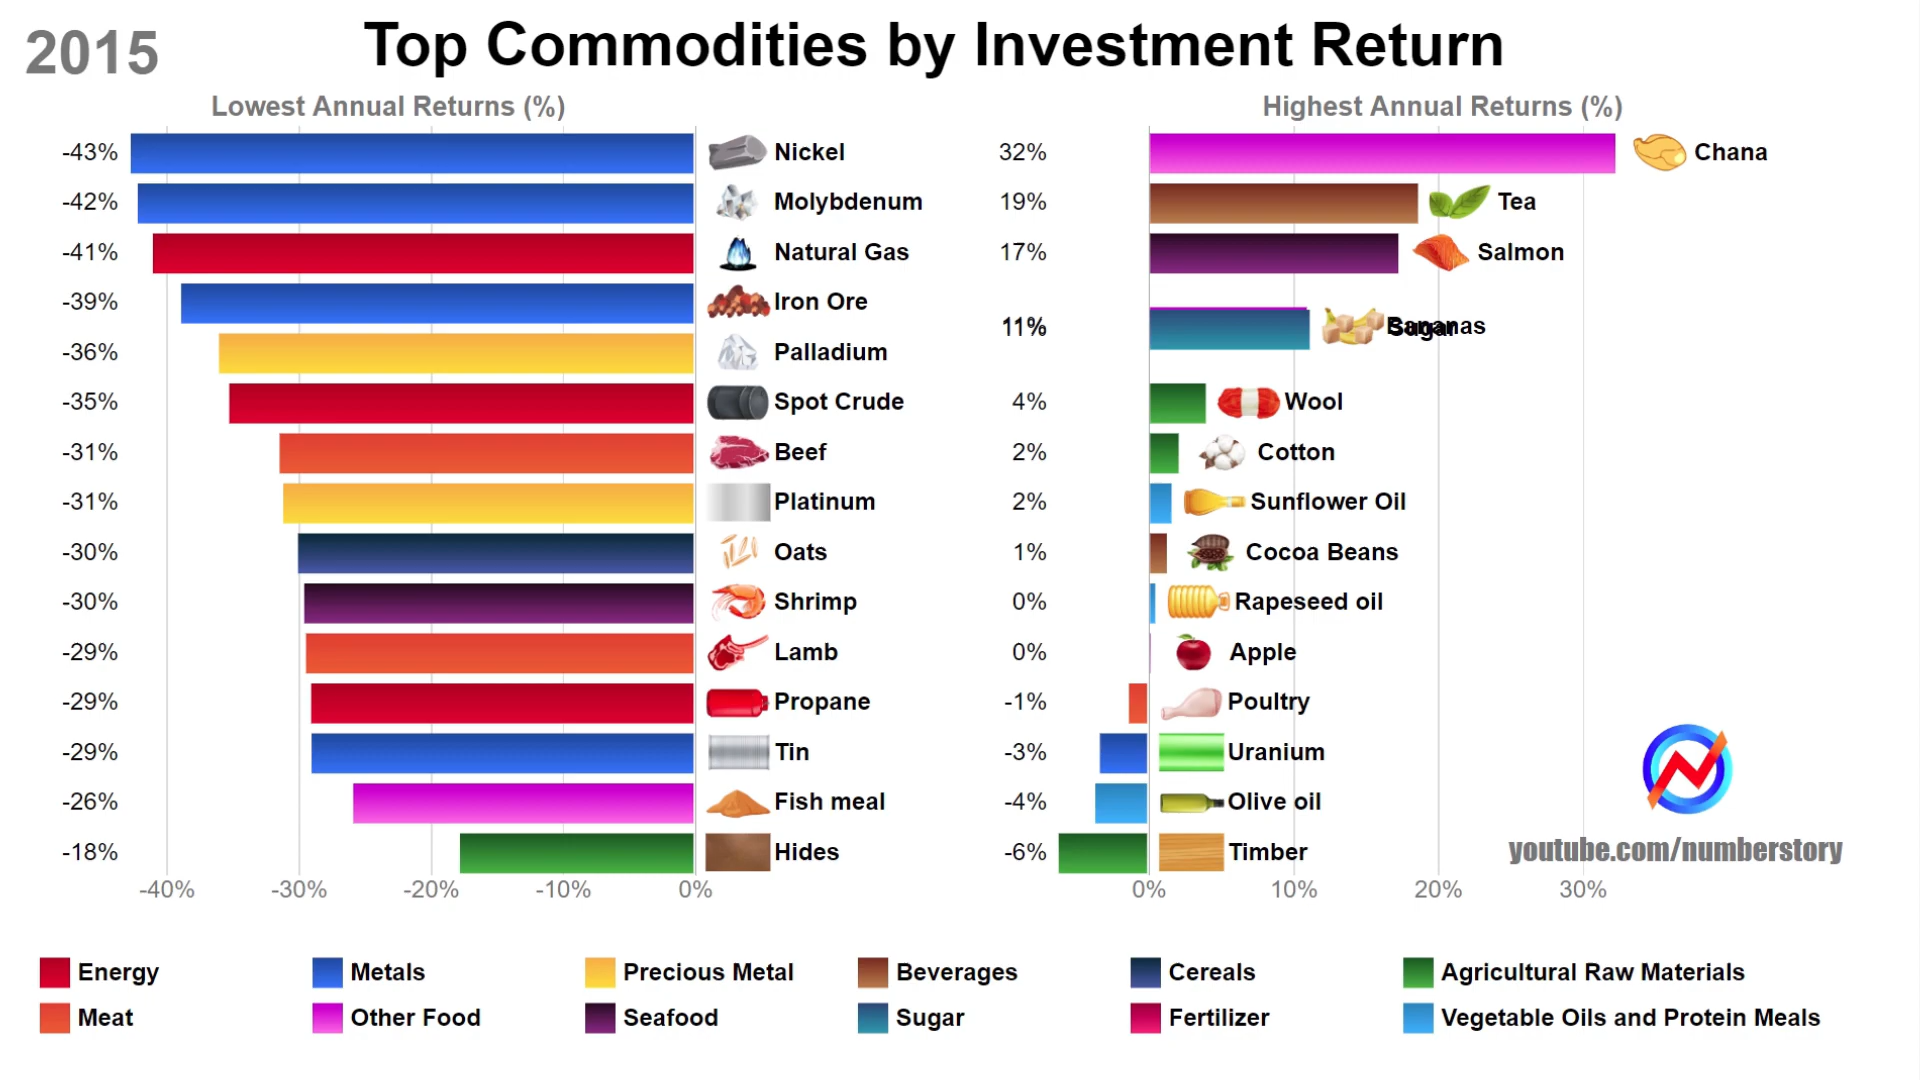 2015
Top Commodities by Investment Return
Lowest Annual Returns (%)
Highest Annual Returns (%)
-43% Nickel
-42% Molybdenum
-41% Natural Gas
-39% Iron Ore
-36% Palladium
-35% Spot Crude
-31% Beef
-31% Platinum
-30% Oats
-30% Shrimp
-29% Lamb
-29% Propane
-29% Tin
-26% Fish meal
-18% Hides
-40% -30% -20% -10% 0%
32% Chana
19% Tea
17% Salmon
11% Bananas
11% Sugar
4% Wool
2% Cotton
2% Sunflower Oil
1% Cocoa Beans
0% Rapeseed oil
0% Apple
-1% Poultry
-3% Uranium
-4% Olive oil
-6% Timber
0% 10% 20% 30%
youtube.com/numberstory
Energy Metals Precious Metal Beverages Cereals Agricultural Raw Materials
Meat Other Food Seafood Sugar Fertilizer Vegetable Oils and Protein Meals